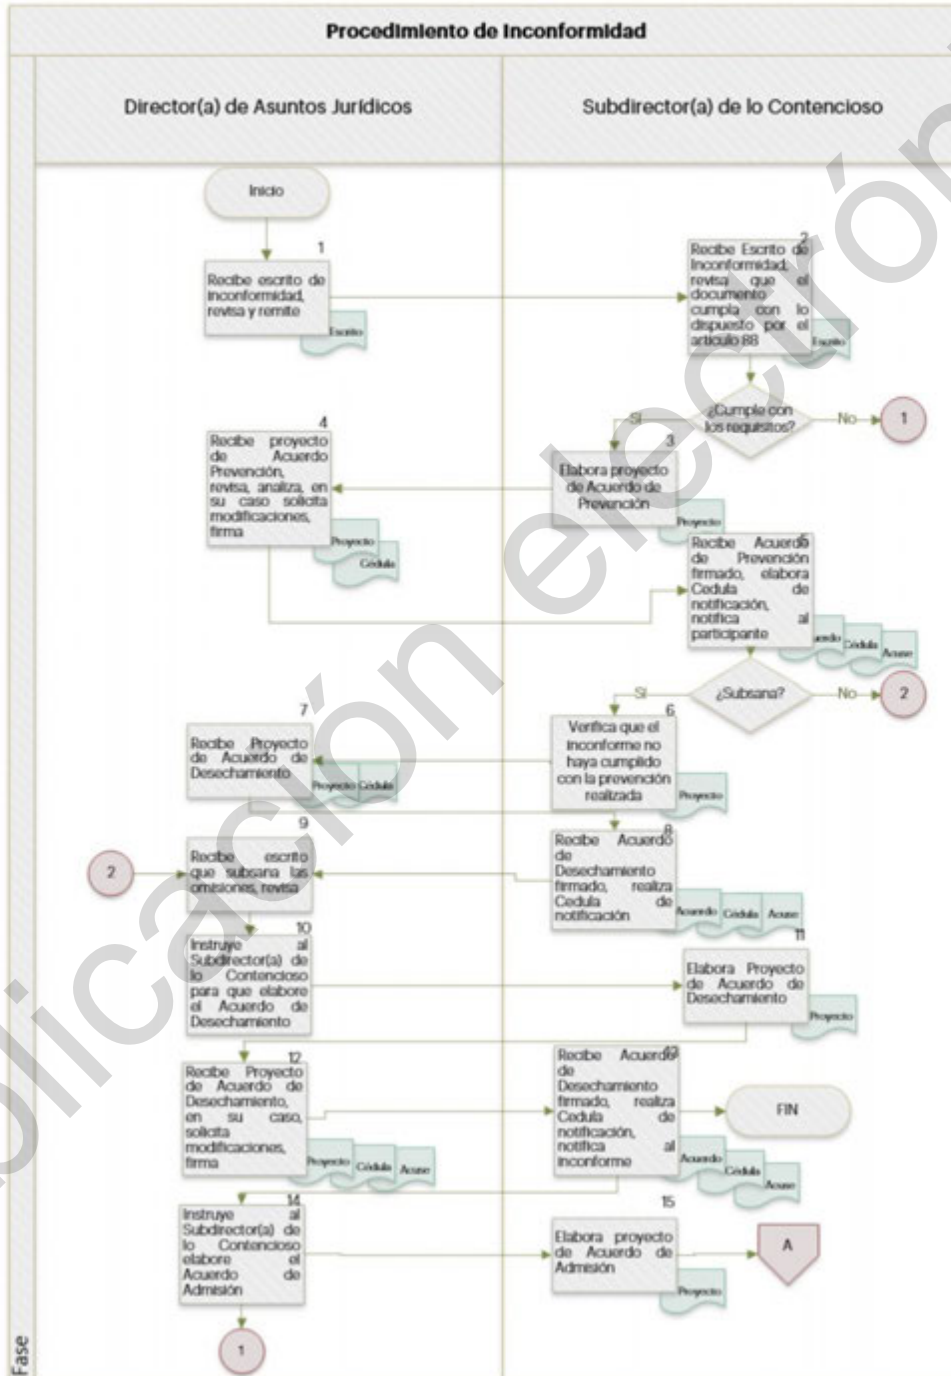 Procedimiento de Inconformidad
Director(a) de Asuntos Jurídicos
Subdirector(a) de lo Contencioso
Inicio
1
Recibe escrito de
inconformidad,
revisa y remite
Escrito
2
Recibe Escrito de
Inconformidad,
revisa que el
documento
cumpla con lo
dispuesto por el
artículo 88
Escrito
¿Cumple con
los requisitos?
Sí
No
1
3
Elabora proyecto
de Acuerdo de
Prevención
Proyecto
4
Recibe proyecto
de Acuerdo
Prevención,
revisa, analiza, en
su caso solicita
modificaciones,
firma
Proyecto
Cédula
5
Recibe Acuerdo
de Prevención
firmado, elabora
Cedula de
notificación,
notifica al
participante
Acuerdo
Cédula
Acuse
¿Subsana?
Sí
No
2
6
Verifica que el
inconforme no
haya cumplido
con la prevención
realizada
Proyecto
7
Recibe Proyecto
de Acuerdo de
Desechamiento
Proyecto
Cédula
8
Recibe Acuerdo
de
Desechamiento
firmado, realiza
Cedula de
notificación
Acuerdo
Cédula
Acuse
2
9
Recibe escrito
que subsana las
omisiones, revisa
10
Instruye al
Subdirector(a) de
lo Contencioso
para que elabore
el Acuerdo de
Desechamiento
11
Elabora Proyecto
de Acuerdo de
Desechamiento
Proyecto
12
Recibe Proyecto
de Acuerdo de
Desechamiento,
en su caso,
solicita
modificaciones,
firma
Proyecto
Cédula
Acuse
13
Recibe Acuerdo
de
Desechamiento
firmado, realiza
Cedula de
notificación,
notifica al
inconforme
Acuerdo
Cédula
Acuse
FIN
14
Instruye al
Subdirector(a) de
lo Contencioso
elabore el
Acuerdo de
Admisión
15
Elabora proyecto
de Acuerdo de
Admisión
Proyecto
A
1
Fase
plicación electrón